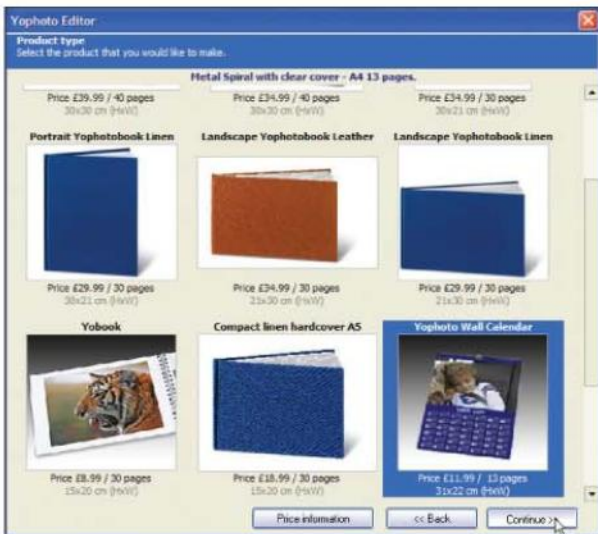 Yophoto Editor
Product type
Select the product that you would like to make.
Metal Spiral with clear cover - A4 13 pages.
Price £39.99 / 40 pages
30x30 cm (HxW)
Price £34.99 / 40 pages
30x30 cm (HxW)
Price £34.99 / 30 pages
30x21 cm (HxW)
Portrait Yophotobook Linen
Landscape Yophotobook Leather
Landscape Yophotobook Linen
Price £29.99 / 30 pages
30x21 cm (HxW)
Price £34.99 / 30 pages
21x30 cm (HxW)
Price £29.99 / 30 pages
21x30 cm (HxW)
Yobook
Compact linen hardcover A5
Yophoto Wall Calendar
Price £8.99 / 30 pages
15x20 cm (HxW)
Price £18.99 / 30 pages
15x20 cm (HxW)
Price £11.99 / 13 pages
31x22 cm (HxW)
Price information
<< Back
Continue >>